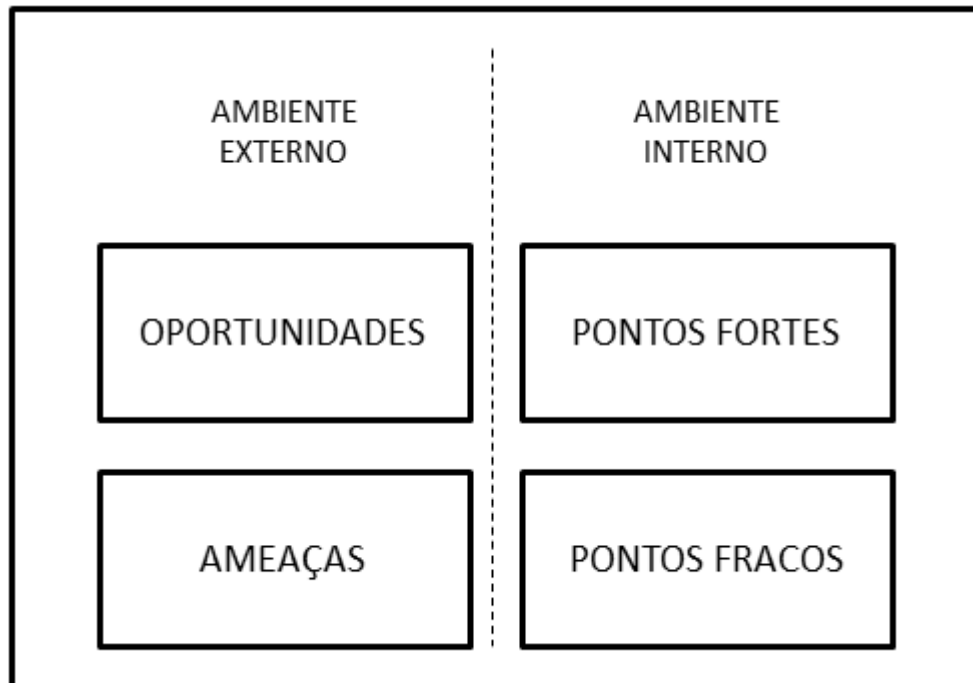 AMBIENTE
EXTERNO
AMBIENTE
INTERNO
OPORTUNIDADES
PONTOS FORTES
AMEAÇAS
PONTOS FRACOS